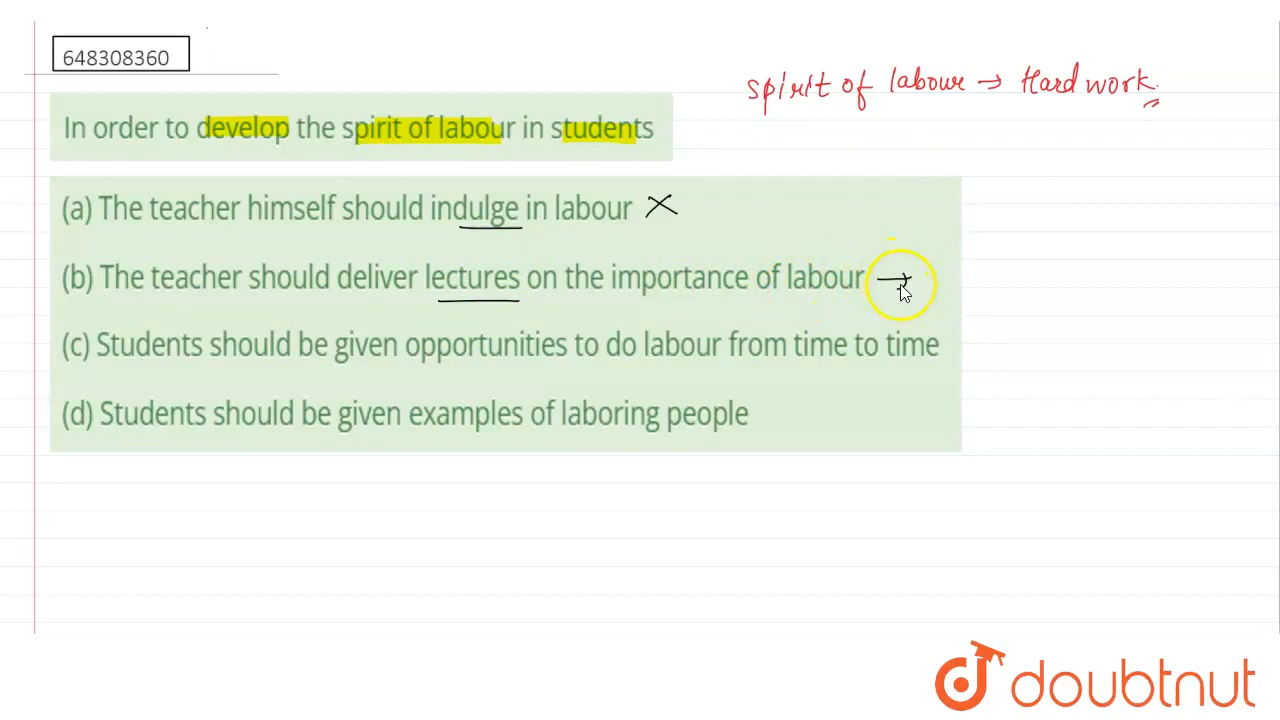 648308360
spirit of labour → Hard work.
In order to develop the spirit of labour in students
(a) The teacher himself should indulge in labour ×
(b) The teacher should deliver lectures on the importance of labour →
(c) Students should be given opportunities to do labour from time to time
(d) Students should be given examples of laboring people
doubtnut